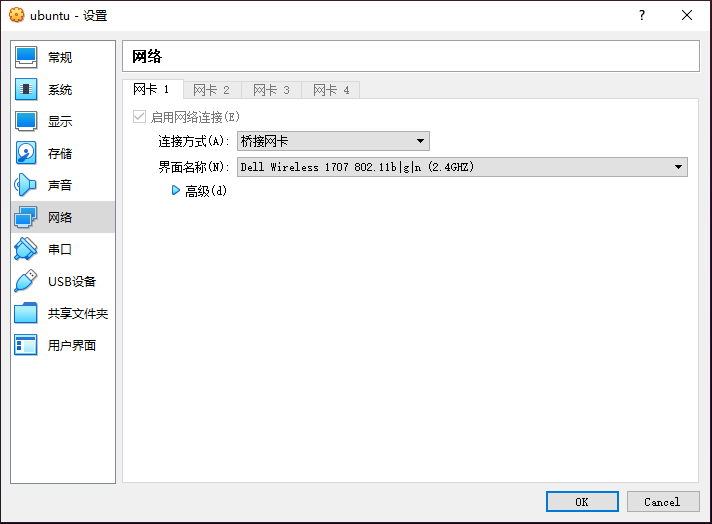 ubuntu - 设置
?
常规
系统
显示
存储
声音
网络
串口
USB设备
共享文件夹
用户界面
网络
网卡 1 网卡 2 网卡 3 网卡 4
启用网络连接(E)
连接方式(A): 桥接网卡
界面名称(N): Dell Wireless 1707 802.11b|g|n (2.4GHZ)
高级(d)
OK Cancel